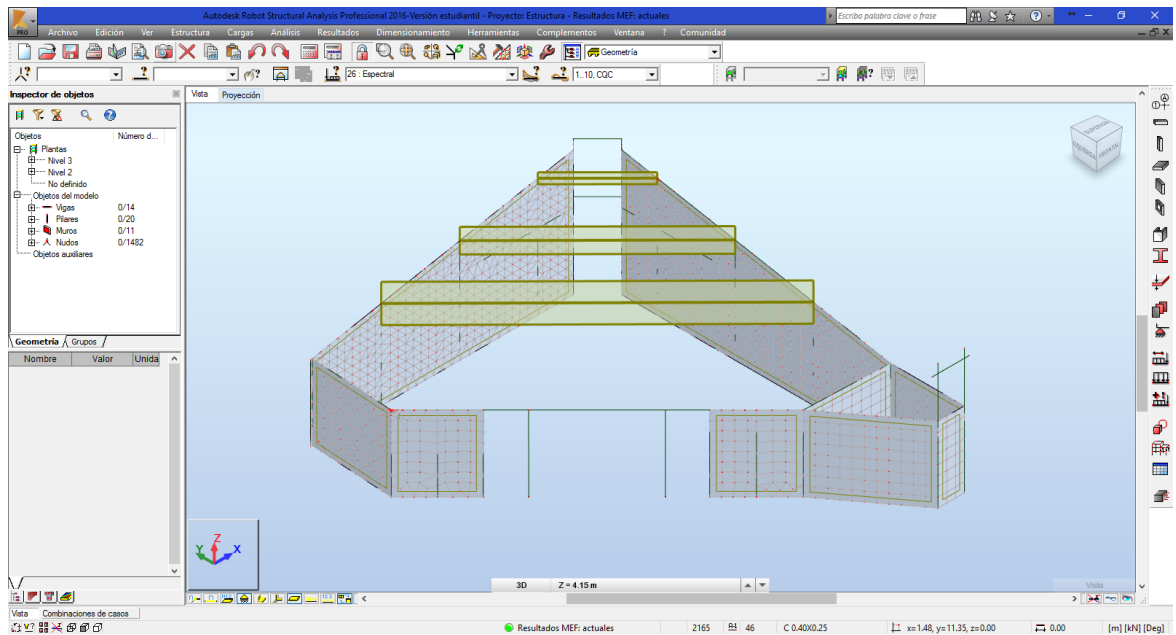 Autodesk Robot Structural Analysis Professional 2016-Versión estudiantil - Proyecto: Estructura - Resultados MEF: actuales
Escriba palabra clave o frase
PRO
Archivo Edición Ver Estructura Cargas Análisis Resultados Dimensionamiento Herramientas Complementos Ventana ? Comunidad
Geometría
26 : Espectral
1..10, CQC
Inspector de objetos
Vista Proyección
Objetos Número d...
Plantas
Nivel 3
Nivel 2
No definido
Objetos del modelo
Vigas 0/14
Pilares 0/20
Muros 0/11
Nudos 0/1482
Objetos auxiliares
SUPERIOR
FRONTAL
Geometría Grupos
Nombre Valor Unida
Z
Y X
3D Z = 4.15 m
Vista
Vista Combinaciones de casos
Resultados MEF: actuales
2165
46
C 0.40X0.25
x=1.48, y=11.35, z=0.00
0.00
[m] [kN] [Deg]